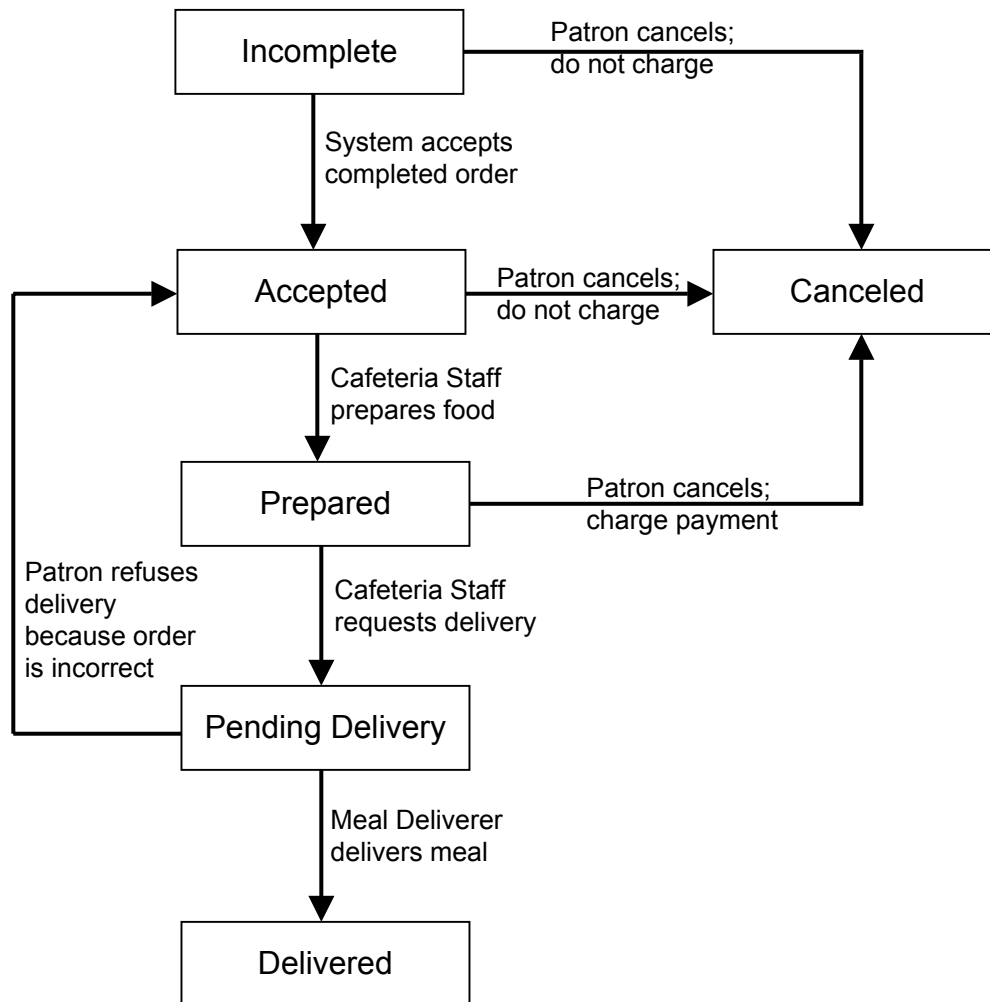 Incomplete
Patron cancels;
do not charge
System accepts
completed order
Accepted
Patron cancels;
do not charge
Canceled
Cafeteria Staff
prepares food
Prepared
Patron cancels;
charge payment
Patron refuses
delivery
because order
is incorrect
Cafeteria Staff
requests delivery
Pending Delivery
Meal Deliverer
delivers meal
Delivered